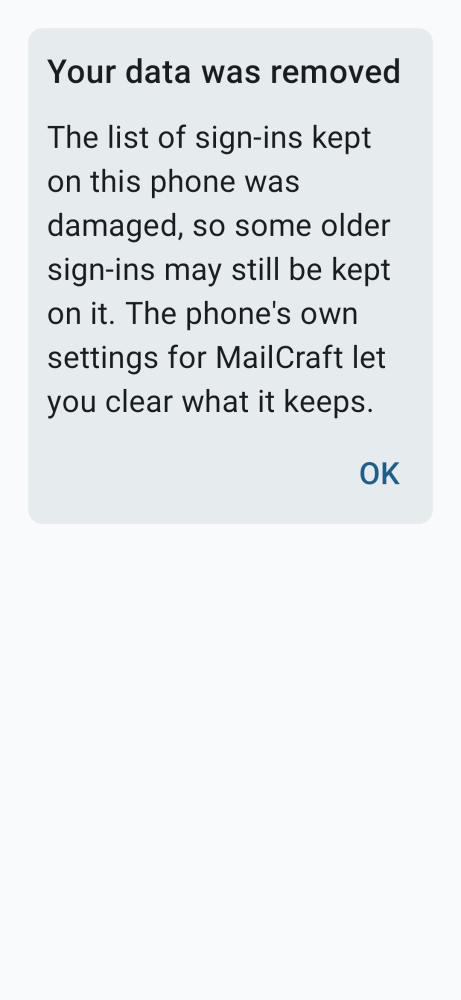 Your data was removed
The list of sign-ins kept
on this phone was
damaged, so some older
sign-ins may still be kept
on it. The phone's own
settings for MailCraft let
you clear what it keeps.
OK